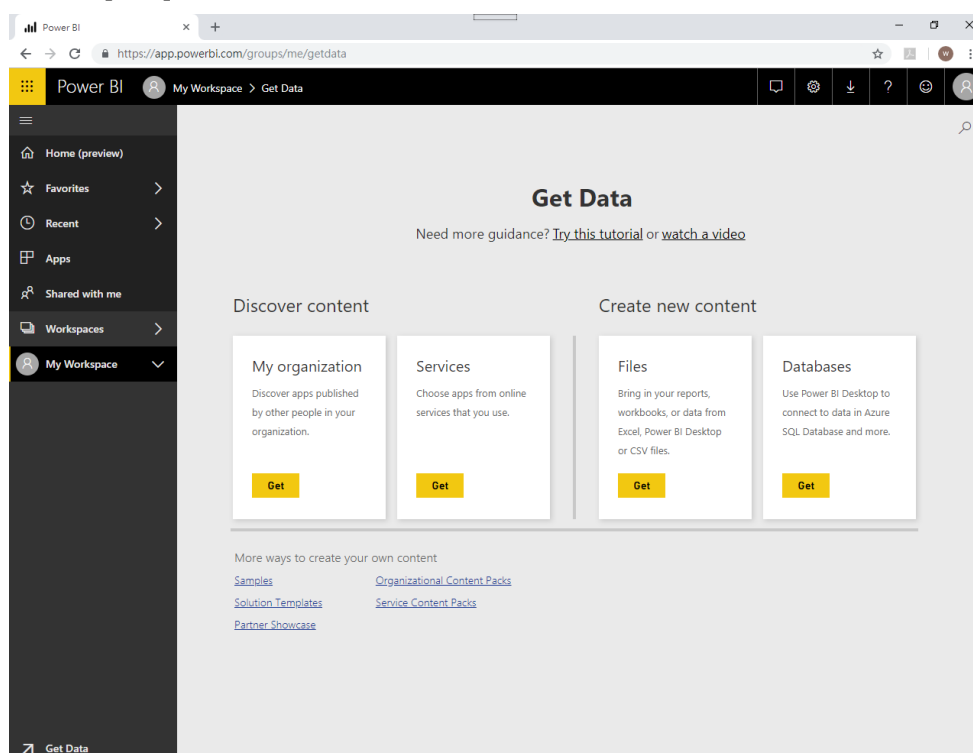 Power BI
https://app.powerbi.com/groups/me/getdata
W
Power BI My Workspace > Get Data
Home (preview)
Favorites
Recent
Apps
Shared with me
Workspaces
My Workspace
Get Data
Need more guidance? Try this tutorial or watch a video
Discover content
My organization
Discover apps published
by other people in your
organization.
Get
Services
Choose apps from online
services that you use.
Get
Create new content
Files
Bring in your reports,
workbooks, or data from
Excel, Power BI Desktop
or CSV files.
Get
Databases
Use Power BI Desktop to
connect to data in Azure
SQL Database and more.
Get
More ways to create your own content
Samples
Organizational Content Packs
Solution Templates
Service Content Packs
Partner Showcase
Get Data